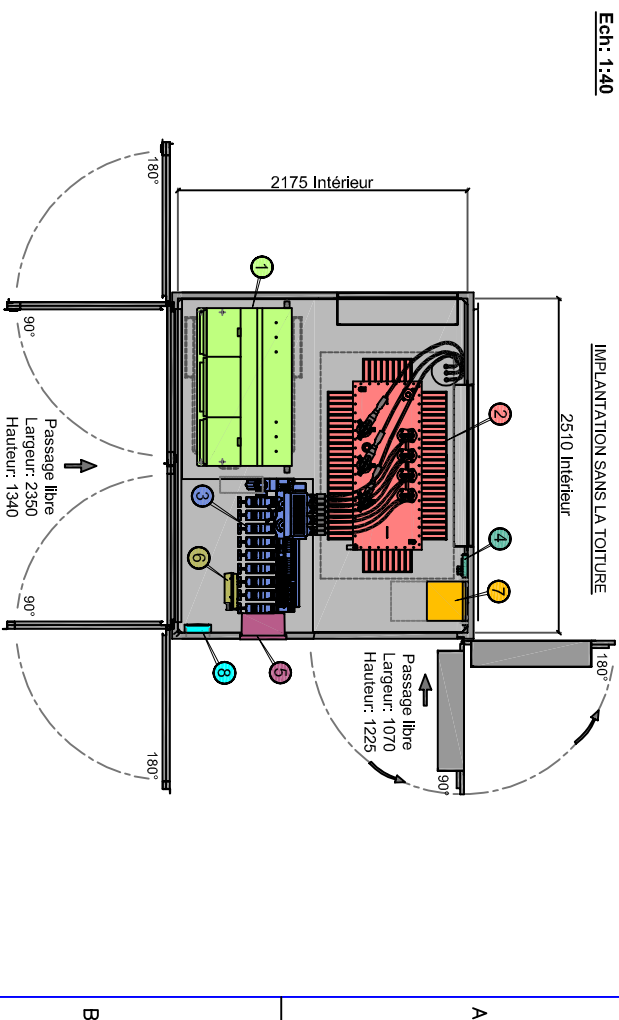 Ech: 1:40
IMPLANTATION SANS LA TOITURE
2510 Intérieur
2175 Intérieur
180°
90°
Passage libre
Largeur: 2350
Hauteur: 1340
90°
180°
180°
Passage libre
Largeur: 1070
Hauteur: 1225
90°
1
2
3
4
5
6
7
8
A
B